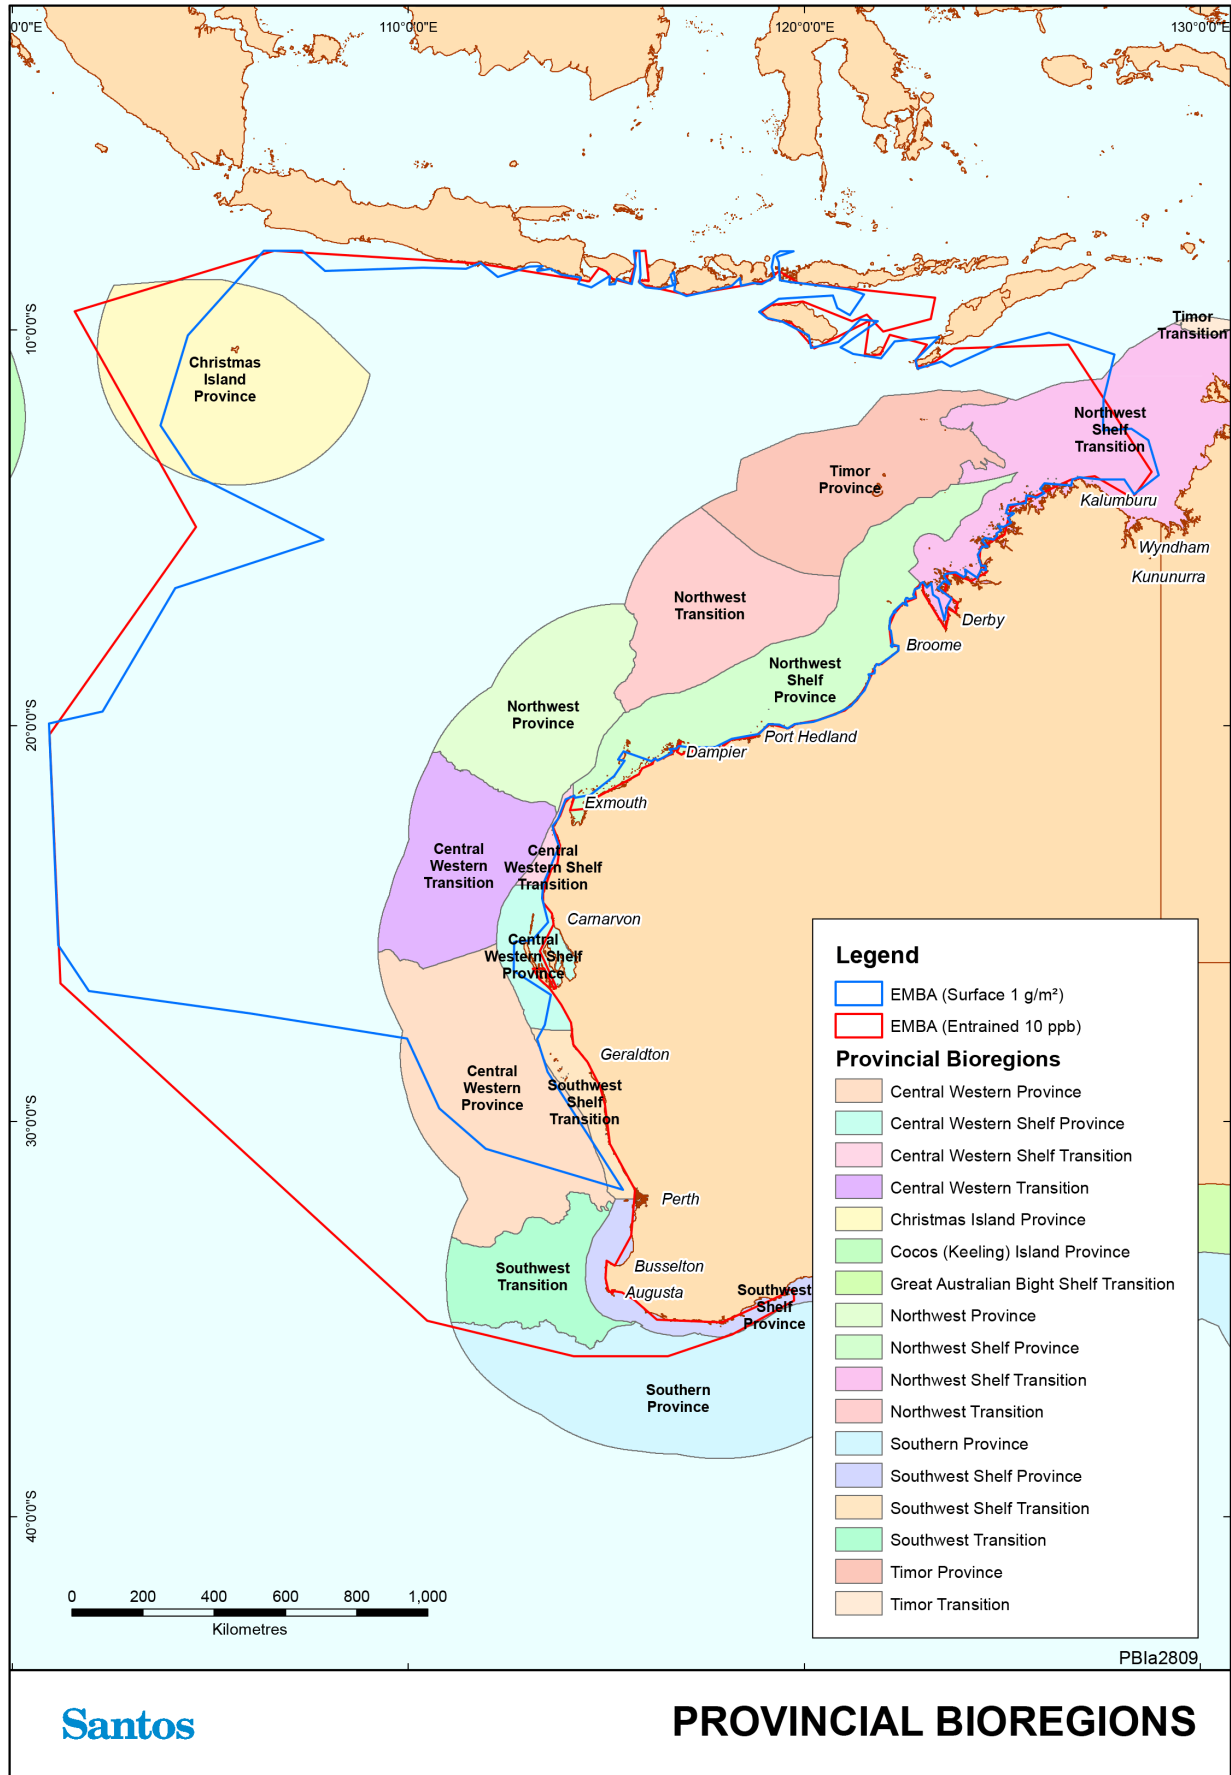 0'0"E
110°0'0"E
120°0'0"E
130°0'0"E
10°0'0"S
20°0'0"S
30°0'0"S
40°0'0"S
Timor
Transition
Christmas
Island
Province
Northwest
Shelf
Transition
Timor
Province
Kalumburu
Wyndham
Kununurra
Northwest
Transition
Derby
Broome
Northwest
Shelf
Province
Northwest
Province
Port Hedland
Dampier
Exmouth
Central
Western
Transition
Central
Western Shelf
Transition
Carnarvon
Central
Western Shelf
Province
Geraldton
Central
Western
Province
Southwest
Shelf
Transition
Perth
Southwest
Transition
Busselton
Augusta
Southwest
Shelf
Province
Southern
Province
Legend
EMBA (Surface 1 g/m²)
EMBA (Entrained 10 ppb)
Provincial Bioregions
Central Western Province
Central Western Shelf Province
Central Western Shelf Transition
Central Western Transition
Christmas Island Province
Cocos (Keeling) Island Province
Great Australian Bight Shelf Transition
Northwest Province
Northwest Shelf Province
Northwest Shelf Transition
Northwest Transition
Southern Province
Southwest Shelf Province
Southwest Shelf Transition
Southwest Transition
Timor Province
Timor Transition
0 200 400 600 800 1,000
Kilometres
PBIa2809
Santos
PROVINCIAL BIOREGIONS